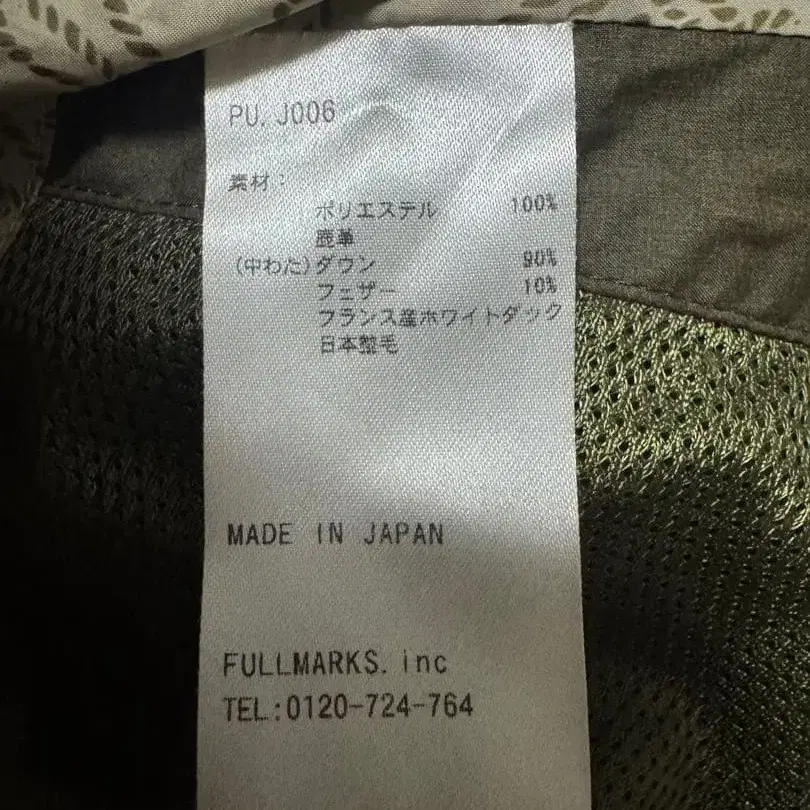 PU. J006
素材：
ポリエステル 100%
鹿革
(中わた)ダウン 90%
フェザー 10%
フランス産ホワイトダック
日本整毛
MADE IN JAPAN
FULLMARKS. inc
TEL:0120-724-764